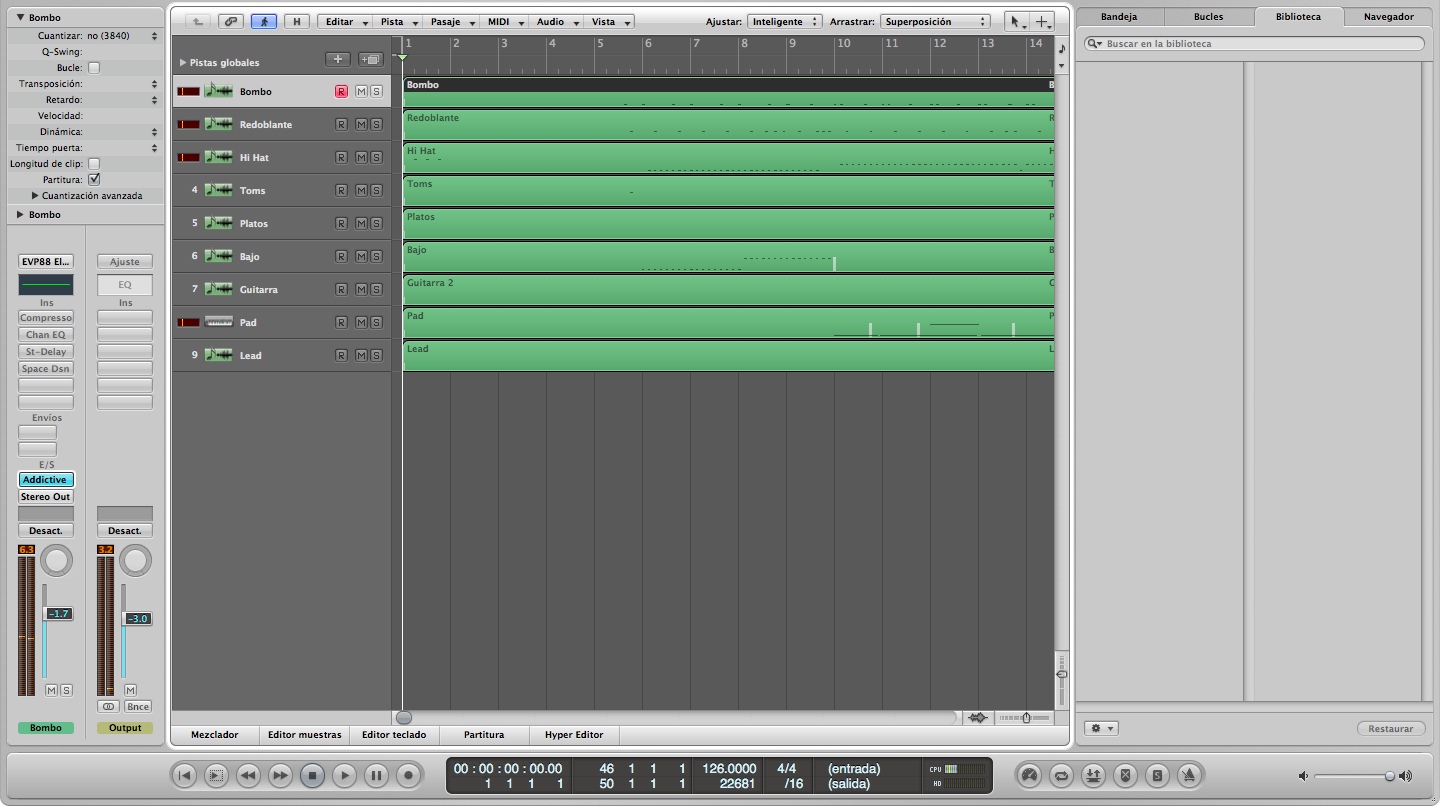 Bombo
Cuantizar: no (3840)
Q-Swing:
Bucle:
Transposición:
Retardo:
Velocidad:
Dinámica:
Tiempo puerta:
Longitud de clip:
Partitura:
Cuantización avanzada
Bombo
EVP88 El...
Ajuste
EQ
Ins
Ins
Compresso
Chan EQ
St-Delay
Space Dsn
Envíos
E/S
Addictive
Stereo Out
Desact.
Desact.
6.3
3.2
-1.7
-3.0
M S
M
Bnce
Bombo
Output
H
Editar
Pista
Pasaje
MIDI
Audio
Vista
Ajustar: Inteligente
Arrastrar: Superposición
1 2 3 4 5 6 7 8 9 10 11 12 13 14
Pistas globales
Bombo R M S
Redoblante R M S
Hi Hat R M S
4 Toms R M S
5 Platos R M S
6 Bajo R M S
7 Guitarra R M S
Pad R M S
9 Lead R M S
Bombo B
Redoblante R
Hi Hat H
Toms T
Platos P
Bajo B
Guitarra 2
Pad P
Lead L
Mezclador
Editor muestras
Editor teclado
Partitura
Hyper Editor
Bandeja
Bucles
Biblioteca
Navegador
Buscar en la biblioteca
Restaurar
00 : 00 : 00 : 00.00 46 1 1 1 126.0000 4/4 (entrada) CPU
1 1 1 1 50 1 1 1 22681 /16 (salida) HD
S